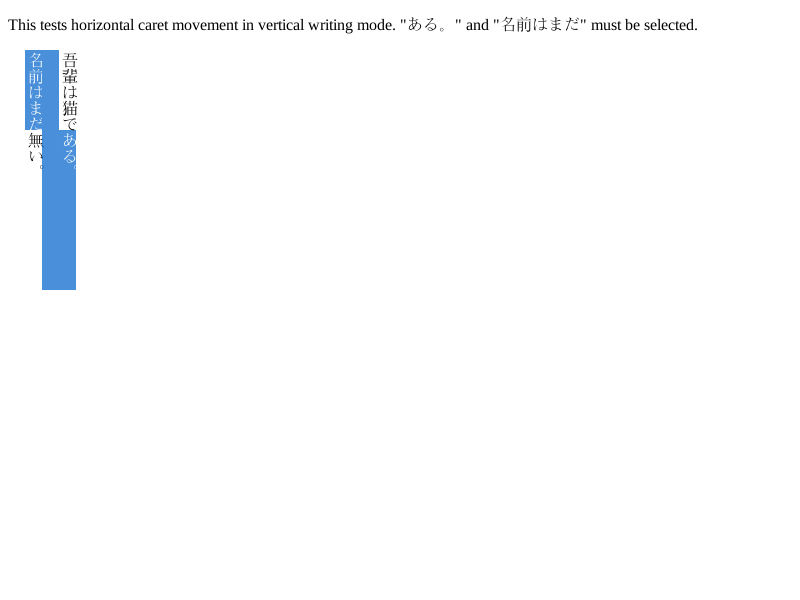 This tests horizontal caret movement in vertical writing mode. "ある。" and "名前はまだ" must be selected.
吾輩は猫である。
名前はまだ無い。